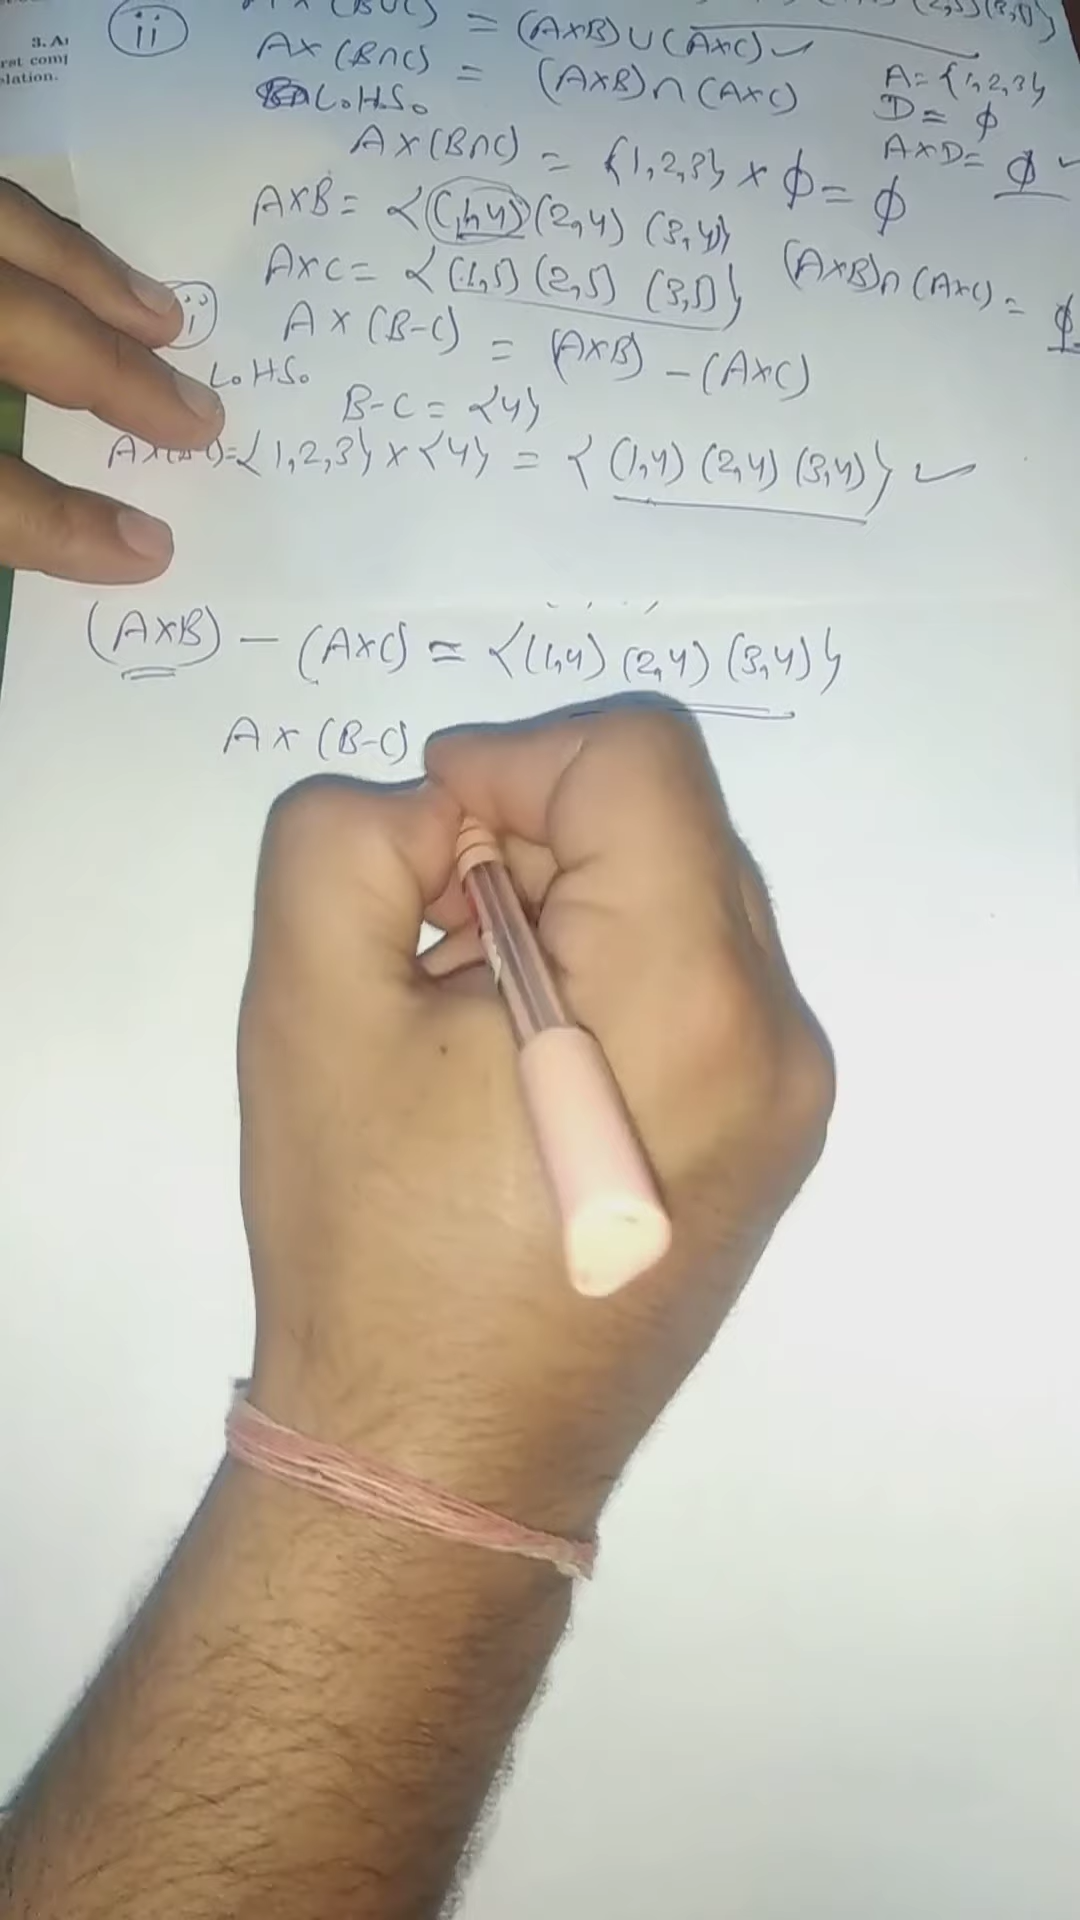 3. A
rst comp
elation.
ii
A × (B∪C) = (A×B)∪(A×C) ✓
A× (B∩C) = (A×B)∩(A×C)
A= {1,2,3}
D= ϕ
L.H.S.
A×D= ϕ ✓
A×(B∩C) = {1,2,3} × ϕ = ϕ
A×B= {(1,4) (2,4) (3,4)}
A×C= {(1,5) (2,5) (3,5)} (A×B)∩(A×C) = ϕ
iii
A × (B-C) = (A×B) - (A×C)
L.H.S.
B-C= {4}
A×(B-C)={1,2,3}×{4} = {(1,4) (2,4) (3,4)} ✓
(A×B) - (A×C) = {(1,4) (2,4) (3,4)}
A× (B-C)